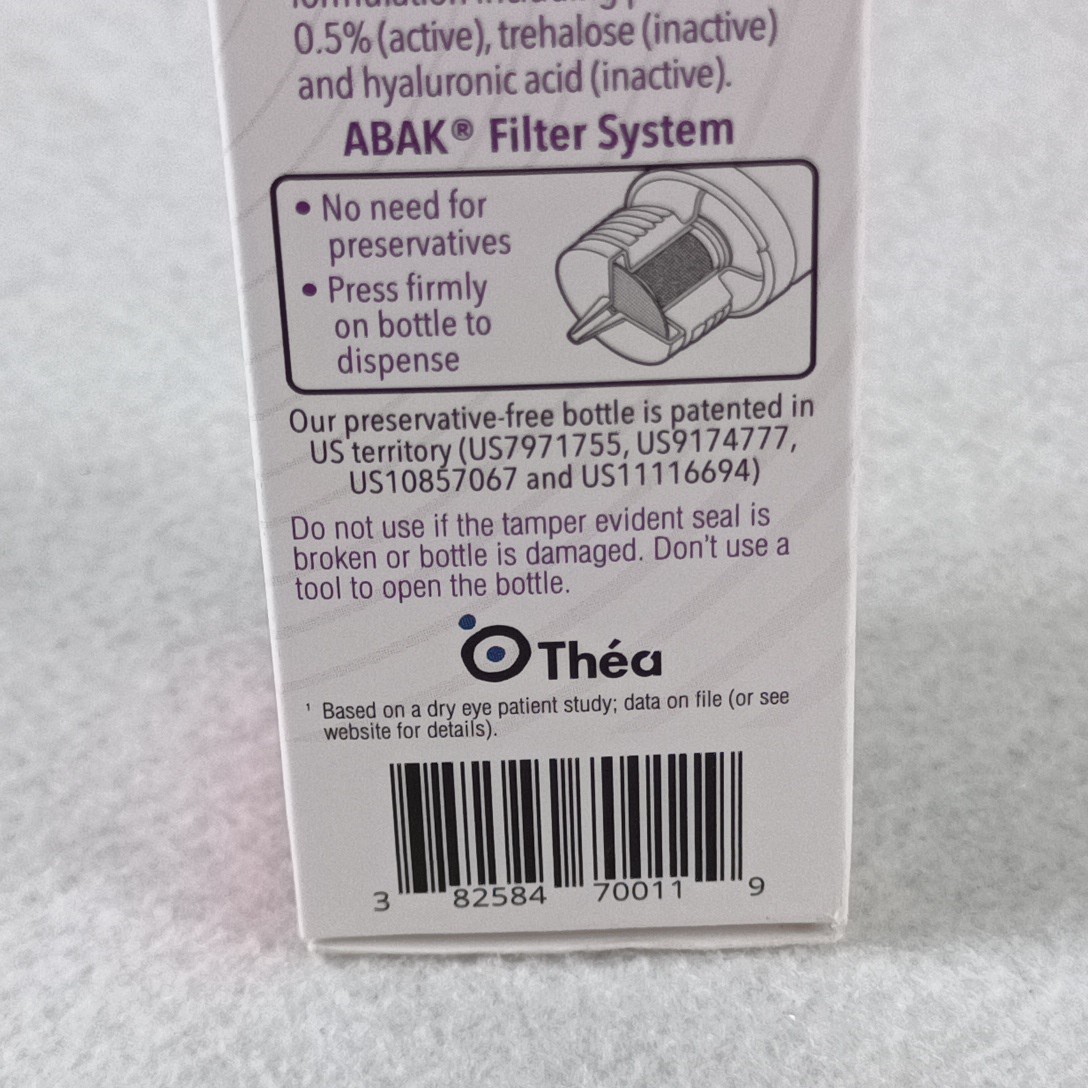 0.5% (active), trehalose (inactive)
and hyaluronic acid (inactive).
ABAK® Filter System
• No need for
preservatives
• Press firmly
on bottle to
dispense
Our preservative-free bottle is patented in
US territory (US7971755, US9174777,
US10857067 and US11116694)
Do not use if the tamper evident seal is
broken or bottle is damaged. Don't use a
tool to open the bottle.
Théa
¹ Based on a dry eye patient study; data on file (or see
website for details).
3 82584 70011 9